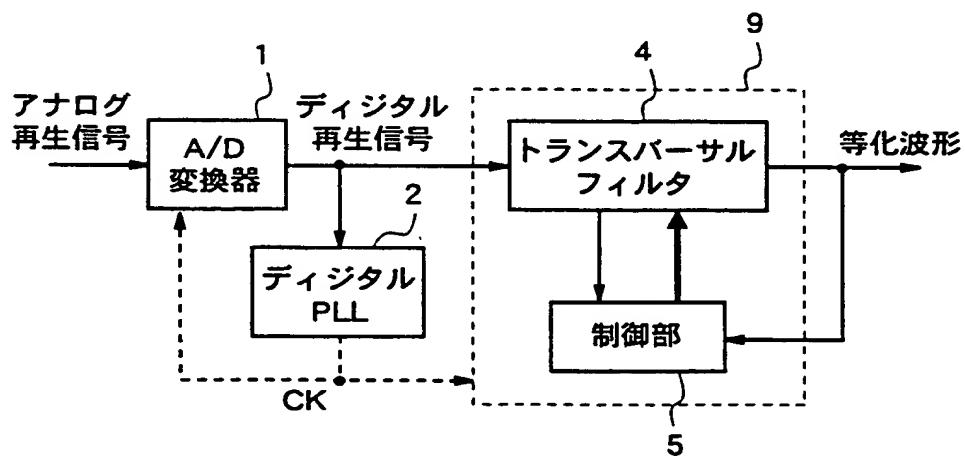 9
1
4
アナログ
再生信号
A/D
変換器
ディジタル
再生信号
トランスバーサル
フィルタ
等化波形
2
ディジタル
PLL
制御部
CK
5